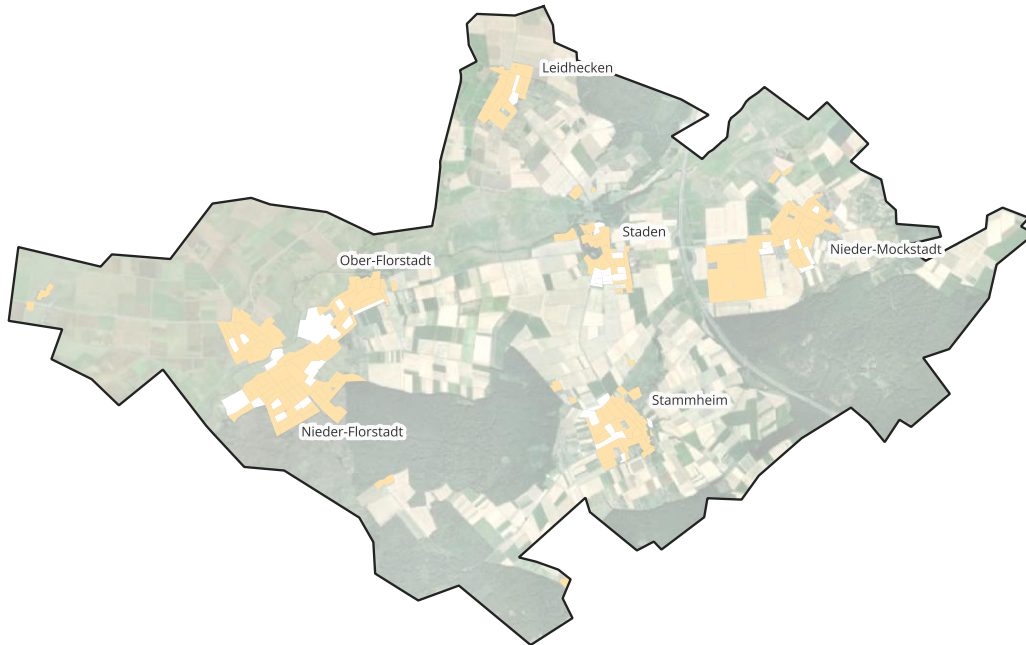 Leidhecken
Staden
Nieder-Mockstadt
Ober-Florstadt
Stammheim
Nieder-Florstadt